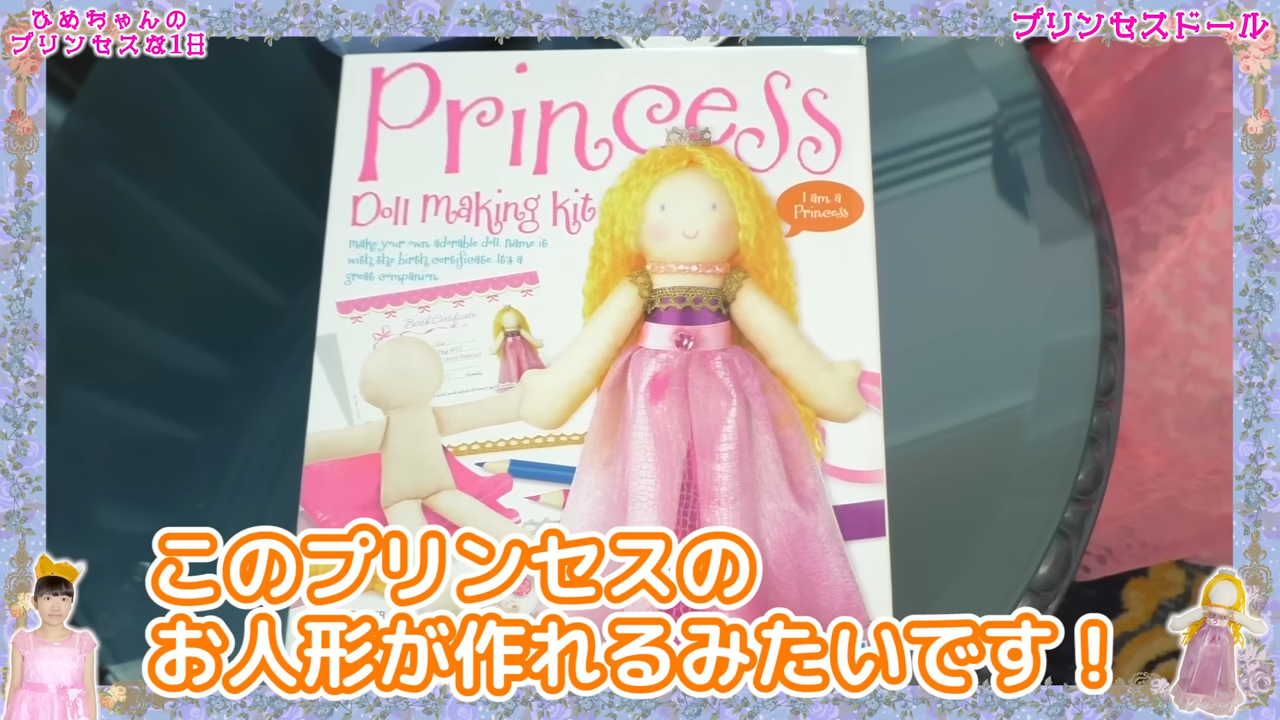 ひめちゃんの
プリンセスな1日
プリンセスドール
Princess
Doll making kit
make your own adorable doll, name it
with the birth certificate. It's a
great companion.
I am a
Princess
Birth Certificate
このプリンセスの
お人形が作れるみたいです！